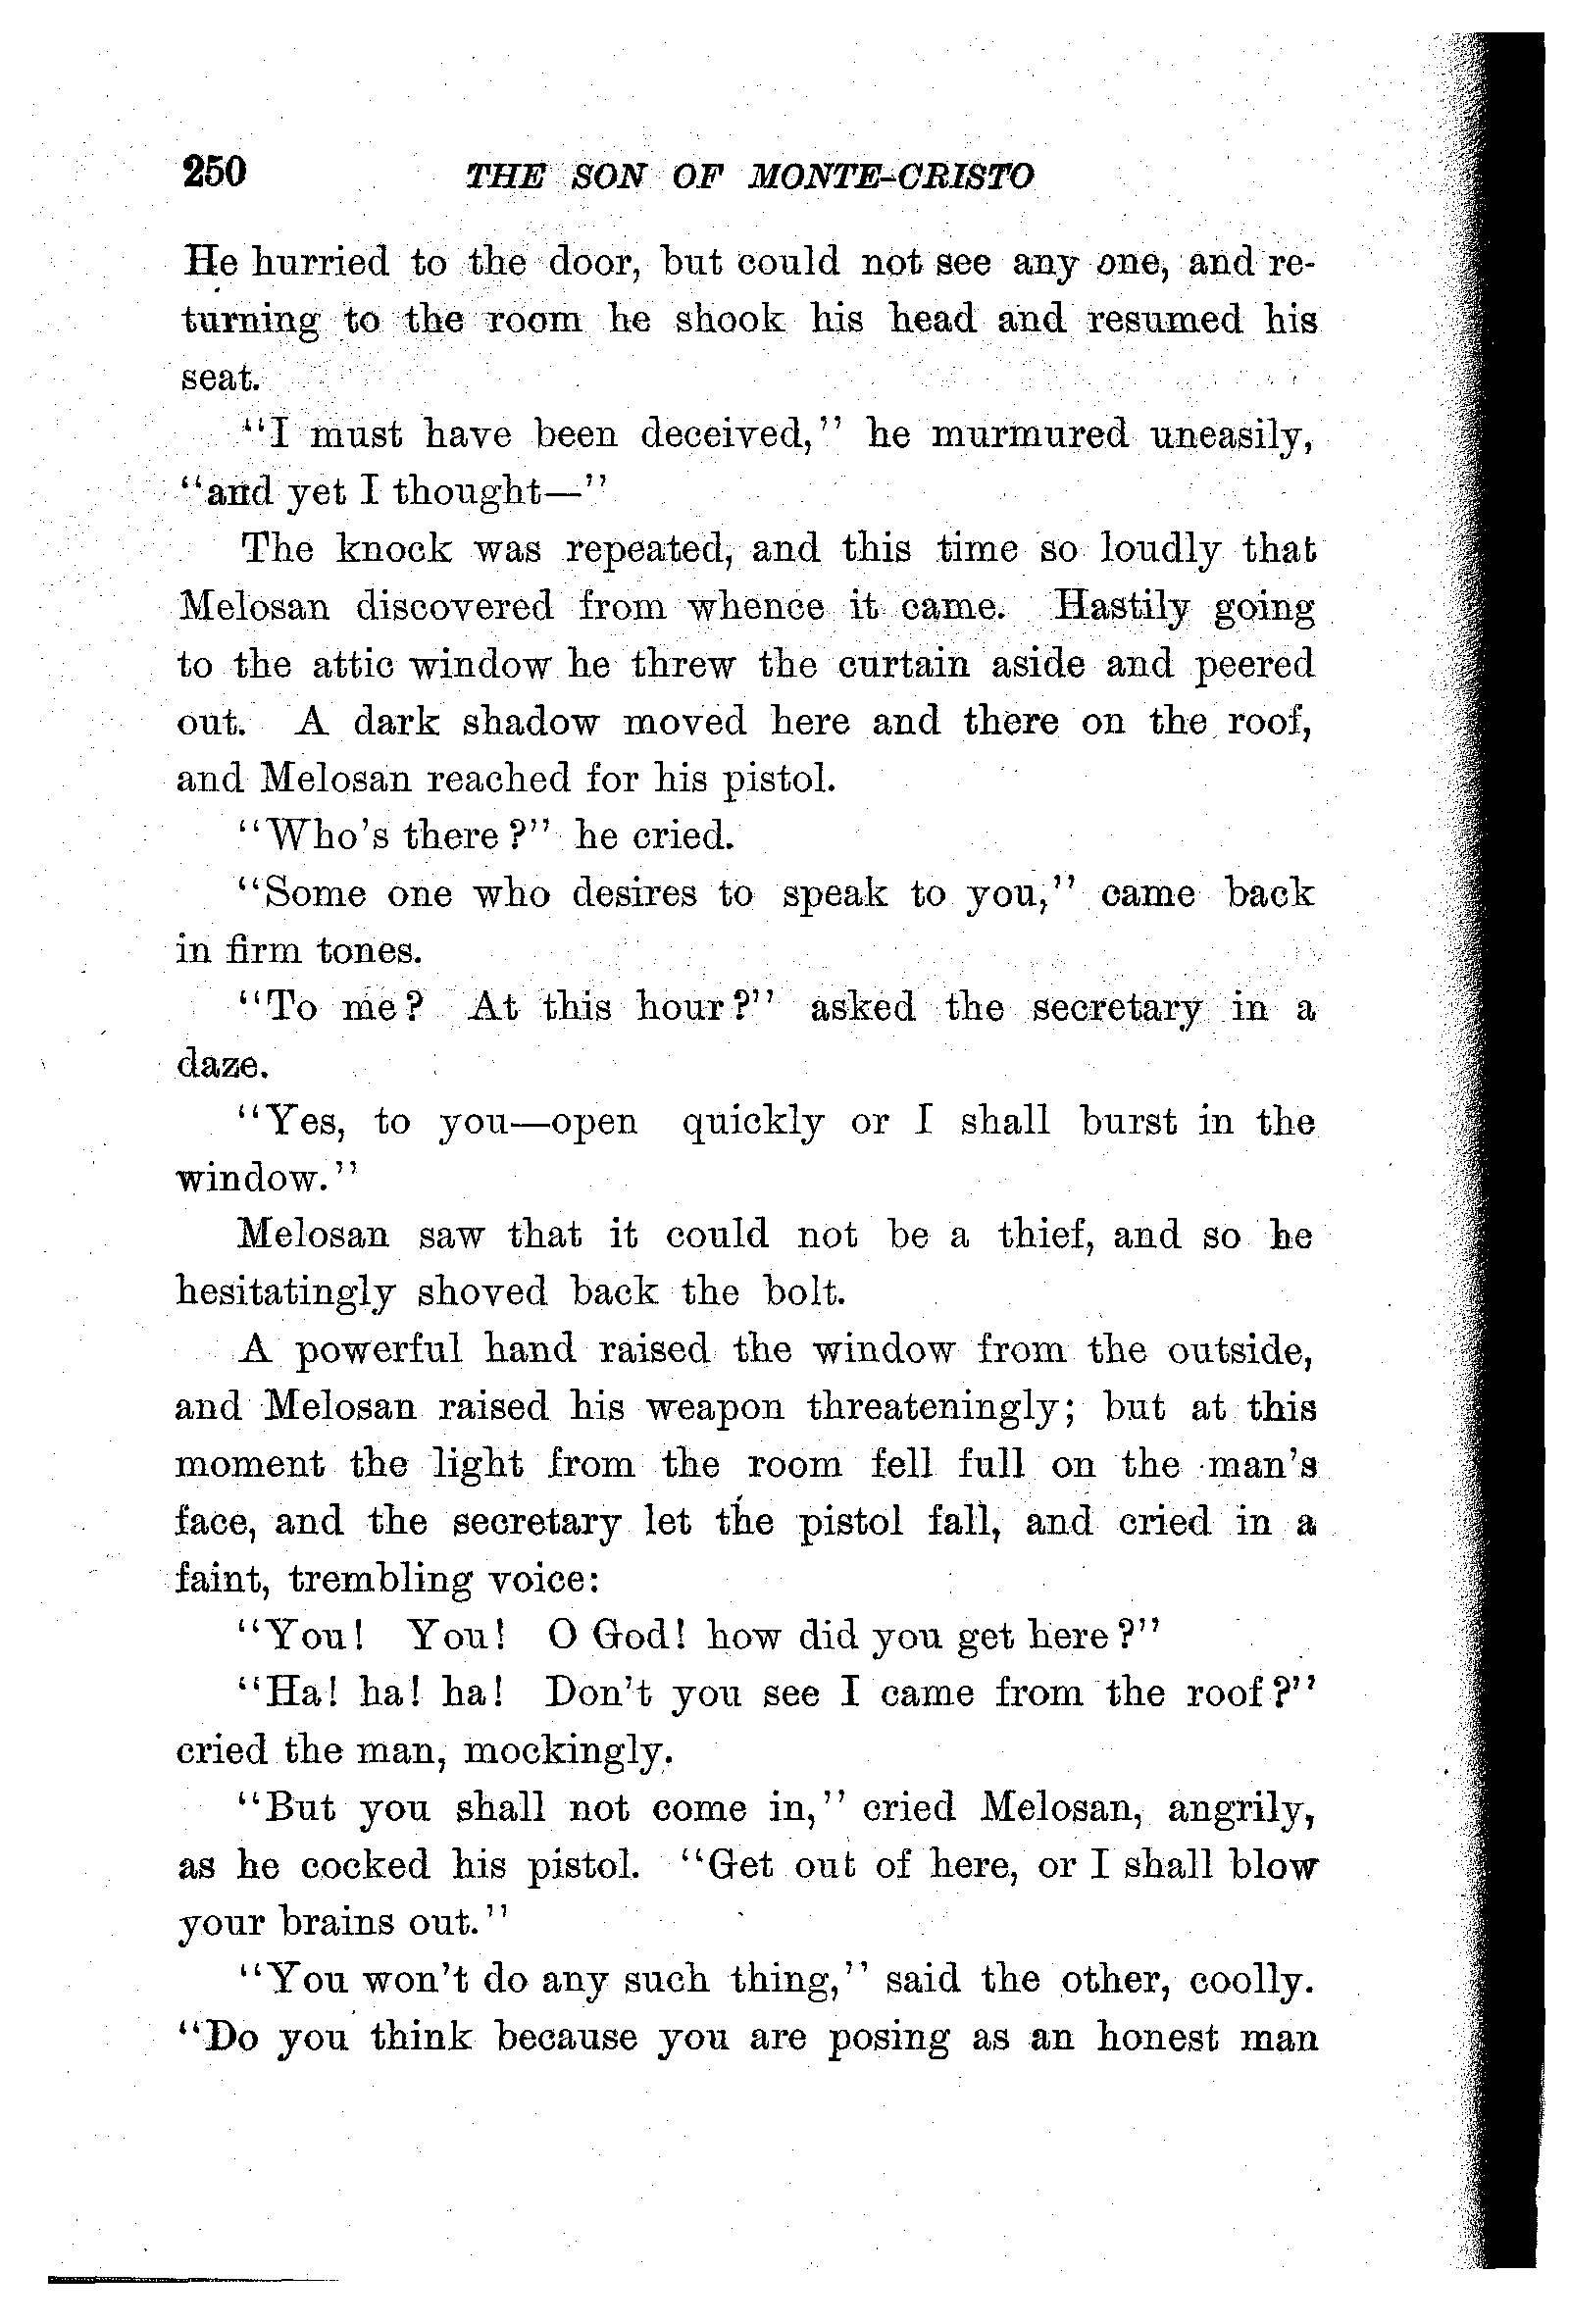 250 THE SON OF MONTE-CRISTO
He hurried to the door, but could not see any one, and re-
turning to the room he shook his head and resumed his
seat.
"I must have been deceived," he murmured uneasily,
"and yet I thought—"
The knock was repeated, and this time so loudly that
Melosan discovered from whence it came. Hastily going
to the attic window he threw the curtain aside and peered
out. A dark shadow moved here and there on the roof,
and Melosan reached for his pistol.
"Who's there?" he cried.
"Some one who desires to speak to you," came back
in firm tones.
"To me? At this hour?" asked the secretary in a
daze.
"Yes, to you—open quickly or I shall burst in the
window."
Melosan saw that it could not be a thief, and so he
hesitatingly shoved back the bolt.
A powerful hand raised the window from the outside,
and Melosan raised his weapon threateningly; but at this
moment the light from the room fell full on the man's
face, and the secretary let the pistol fall, and cried in a
faint, trembling voice:
"You! You! O God! how did you get here?"
"Ha! ha! ha! Don't you see I came from the roof?"
cried the man, mockingly.
"But you shall not come in," cried Melosan, angrily,
as he cocked his pistol. "Get out of here, or I shall blow
your brains out."
"You won't do any such thing," said the other, coolly.
"Do you think because you are posing as an honest man